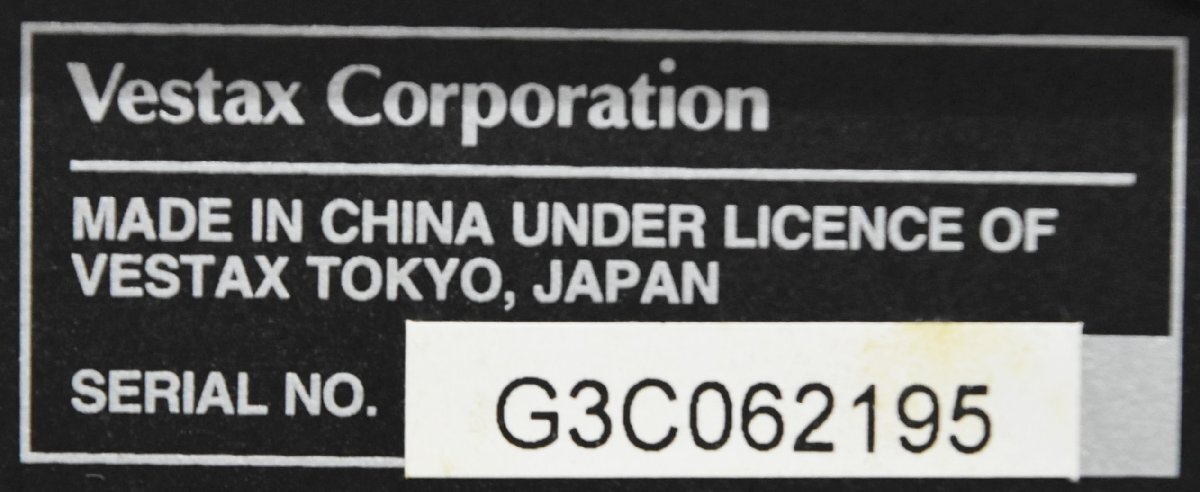 Vestax Corporation
MADE IN CHINA UNDER LICENCE OF
VESTAX TOKYO, JAPAN
SERIAL NO. G3C062195